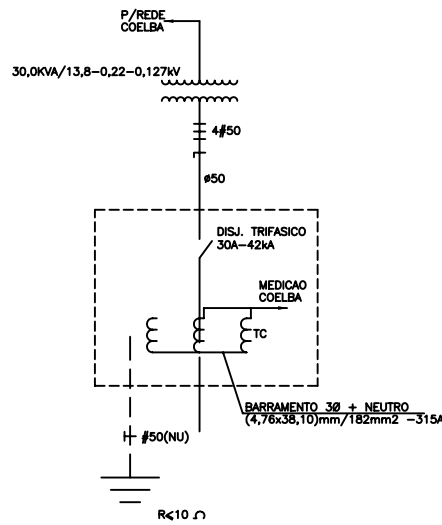 P/REDE
COELBA
30,0KVA/13,8-0,22-0,127kV
4#50
ø50
DISJ. TRIFASICO
30A-42kA
MEDICAO
COELBA
TC
BARRAMENTO 3Ø + NEUTRO
(4,76x38,10)mm/182mm2 -315A
#50(NU)
R⩽10 Ω